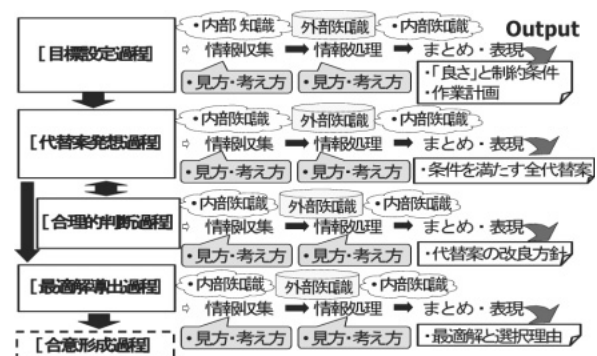 ・内部 知識 外部知識 ・内部知識 Output
[目標設定過程] 情報収集 ➡ 情報処理 ➡ まとめ・表現
・見方・考え方 ・見方・考え方 ・「良さ」と制約条件
・作業計画
・内部知識 外部知識 ・内部知識
[代替案発想過程] 情報収集 ➡ 情報処理 ➡ まとめ・表現
・見方・考え方 ・見方・考え方 ・条件を満たす全代替案
・内部知識 外部知識 ・内部知識
[合理的判断過程] 情報収集 ➡ 情報処理 ➡ まとめ・表現
・見方・考え方 ・見方・考え方 ・代替案の改良方針
・内部知識 外部知識 ・内部知識
[最適解導出過程] 情報収集 ➡ 情報処理 ➡ まとめ・表現
[合意形成過程] ・見方・考え方 ・見方・考え方 ・最適解と選択理由